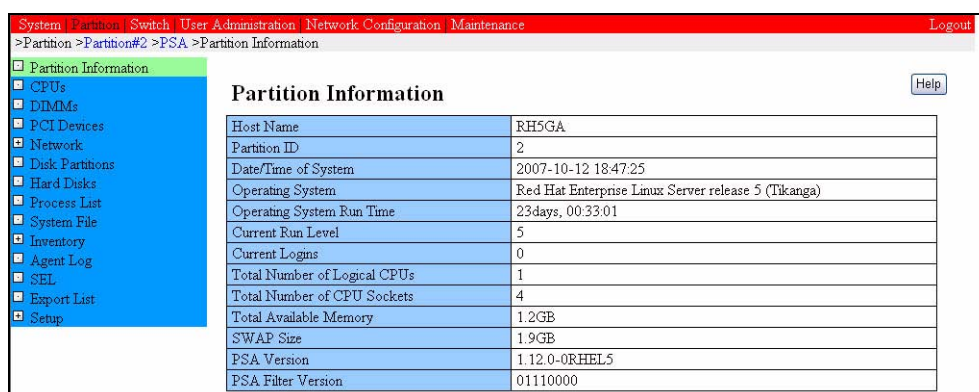 System | Partition | Switch | User Administration | Network Configuration | Maintenance Logout
>Partition >Partition#2 >PSA >Partition Information
Partition Information
CPUs
DIMMs
PCI Devices
Network
Disk Partitions
Hard Disks
Process List
System File
Inventory
Agent Log
SEL
Export List
Setup
Partition Information
Help
Host Name RH5GA
Partition ID 2
Date/Time of System 2007-10-12 18:47:25
Operating System Red Hat Enterprise Linux Server release 5 (Tikanga)
Operating System Run Time 23days, 00:33:01
Current Run Level 5
Current Logins 0
Total Number of Logical CPUs 1
Total Number of CPU Sockets 4
Total Available Memory 1.2GB
SWAP Size 1.9GB
PSA Version 1.12.0-0RHEL5
PSA Filter Version 01110000